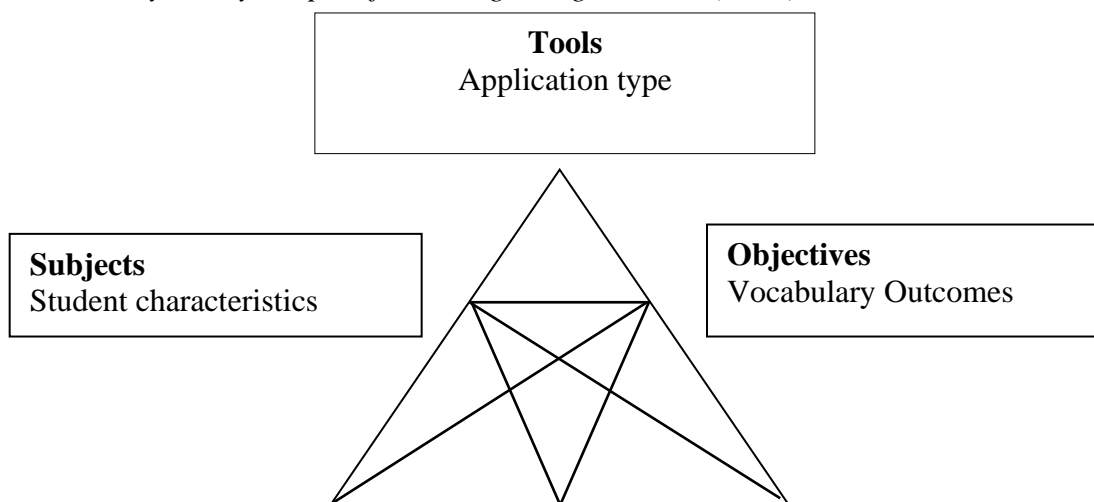 Tools
Application type
Subjects
Student characteristics
Objectives
Vocabulary Outcomes